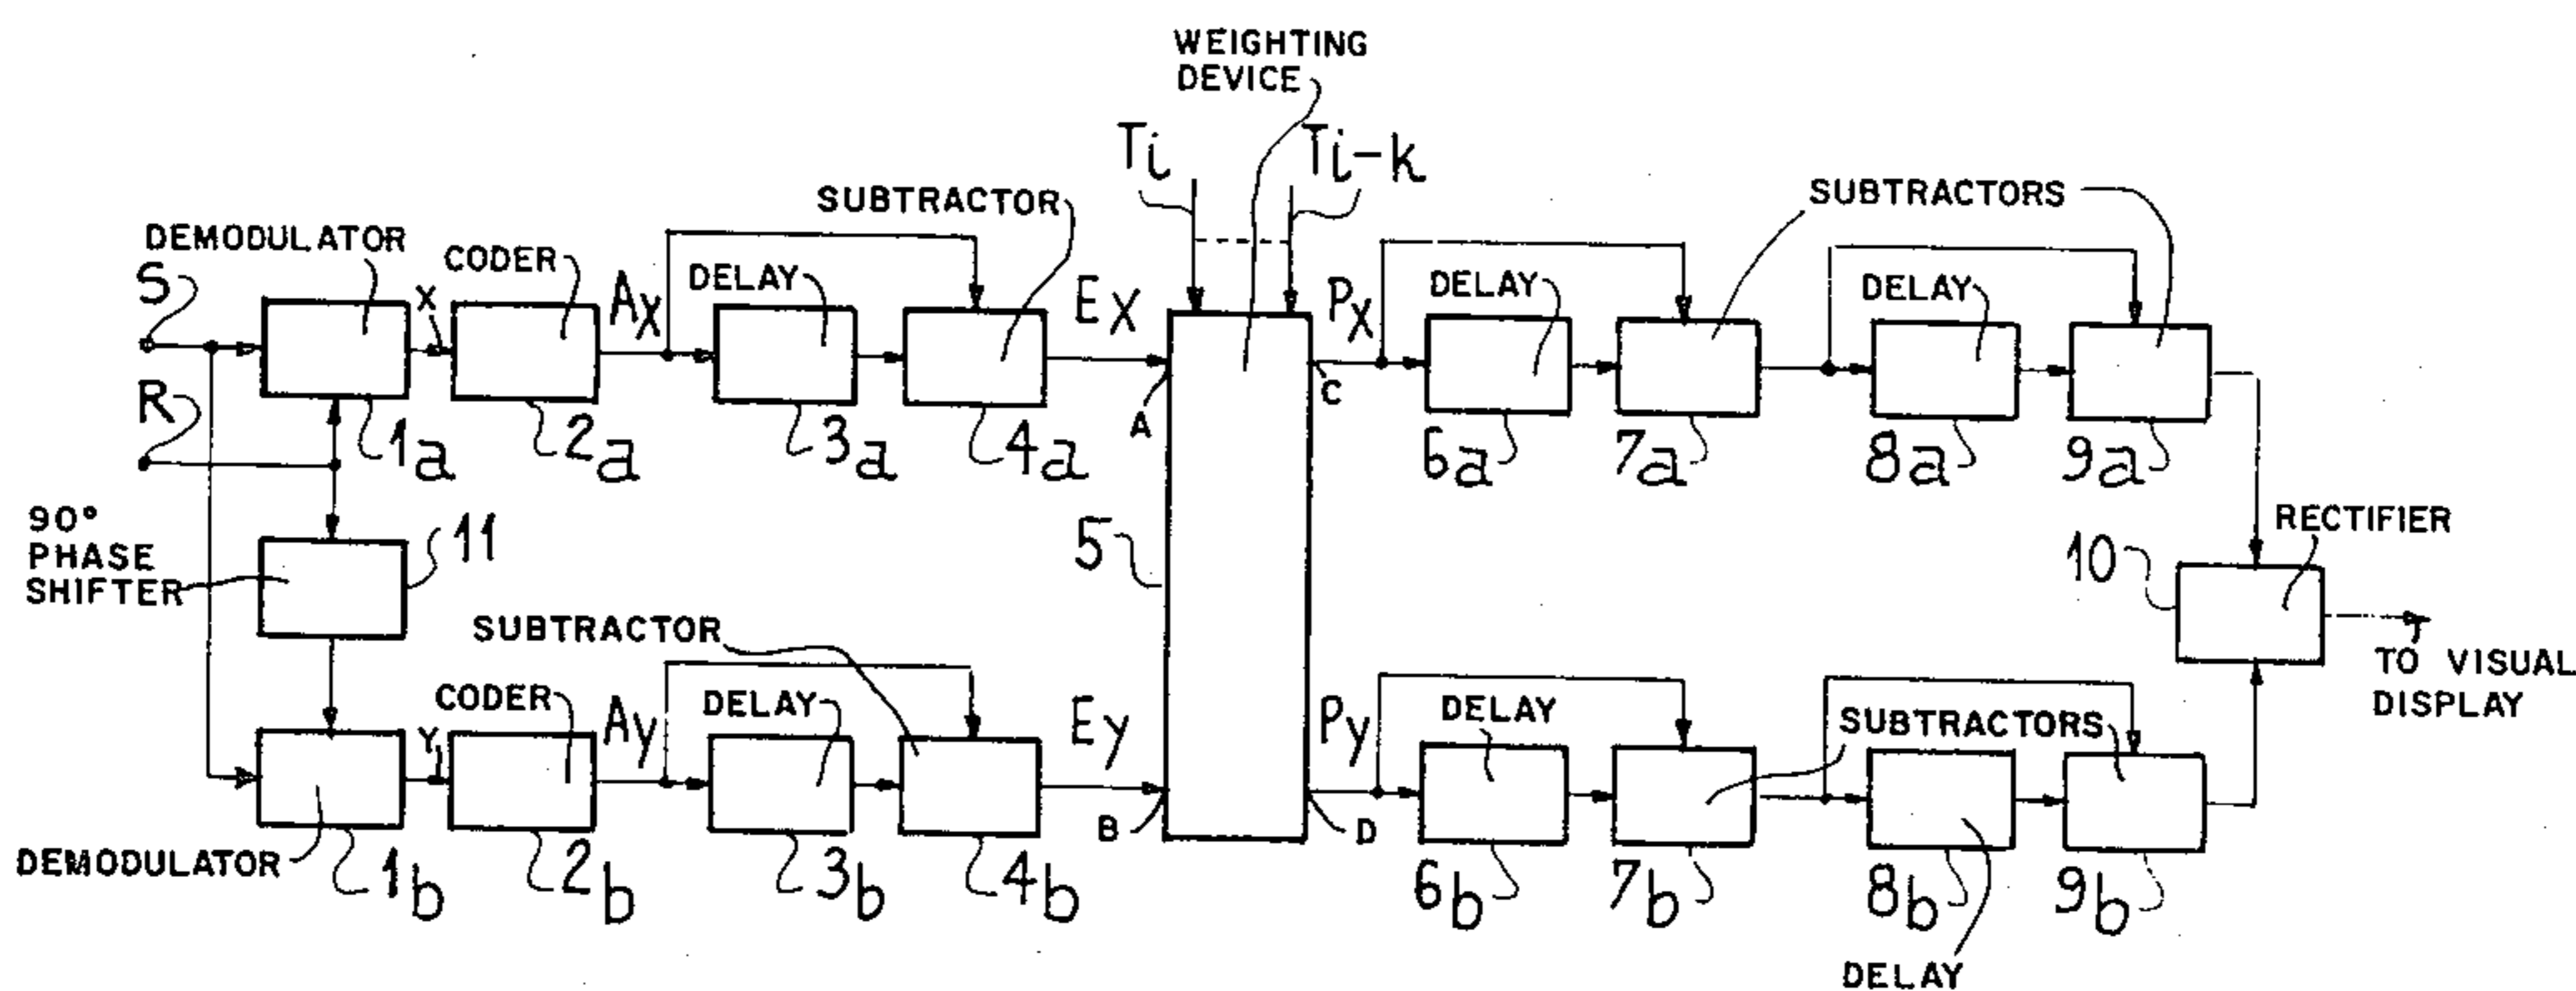 WEIGHTING
DEVICE
Ti
Ti-k
SUBTRACTOR
SUBTRACTORS
DEMODULATOR
CODER
DELAY
DELAY
DELAY
S
X
Ax
Ex
Px
R
A
C
1a
2a
3a
4a
6a
7a
8a
9a
90°
PHASE
SHIFTER
11
5
10
RECTIFIER
SUBTRACTOR
TO VISUAL
DISPLAY
CODER
DELAY
DELAY
SUBTRACTORS
Y
Ay
Ey
Py
B
D
DEMODULATOR
1b
2b
3b
4b
6b
7b
8b
9b
DELAY